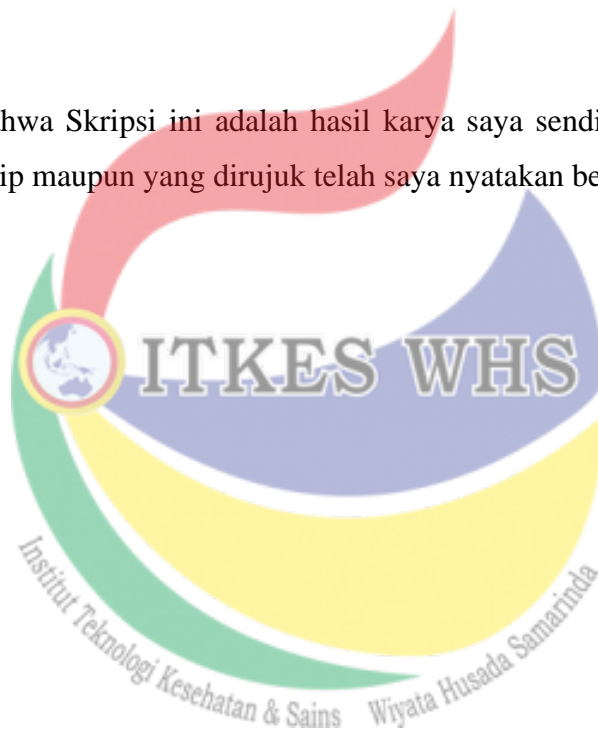 ahwa Skripsi ini adalah hasil karya saya sendi
ip maupun yang dirujuk telah saya nyatakan be
ITKES WHS
Institut Teknologi Kesehatan & Sains Wiyata Husada Samarinda